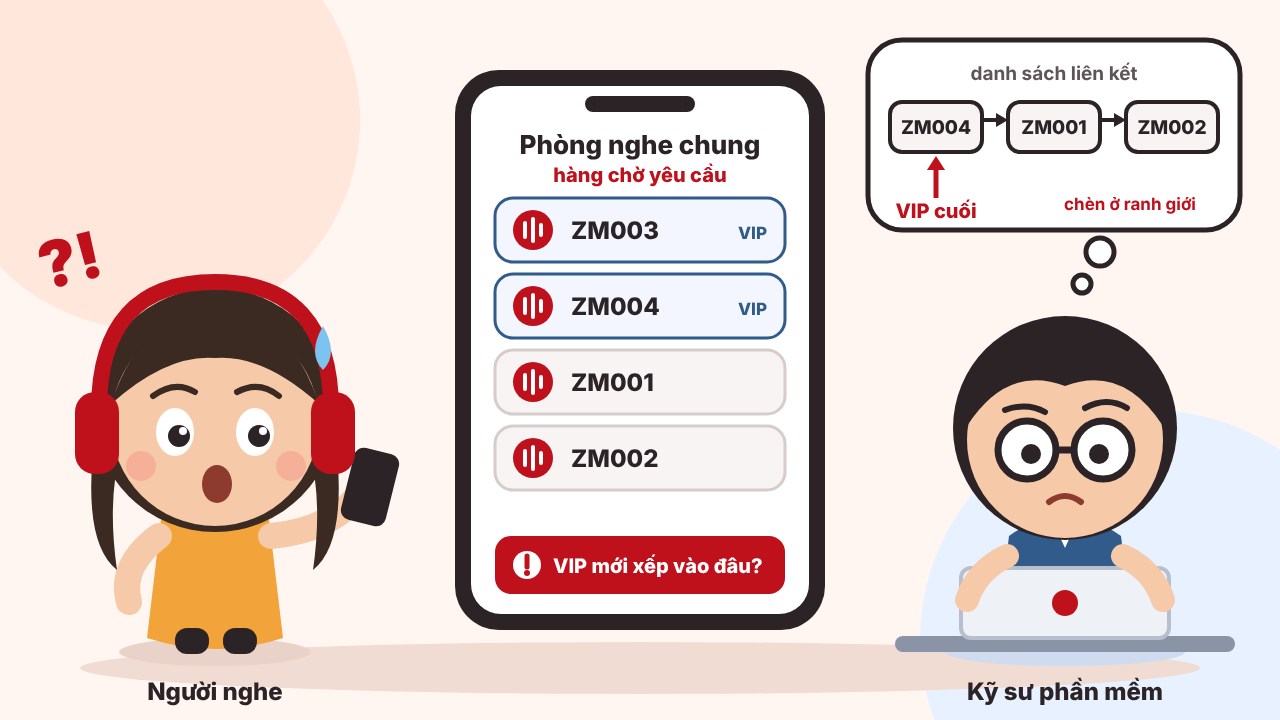 ?!
Phòng nghe chung
hàng chờ yêu cầu
ZM003 VIP
ZM004 VIP
ZM001
ZM002
VIP mới xếp vào đâu?
danh sách liên kết
ZM004 ZM001 ZM002
VIP cuối
chèn ở ranh giới
Người nghe
Kỹ sư phần mềm